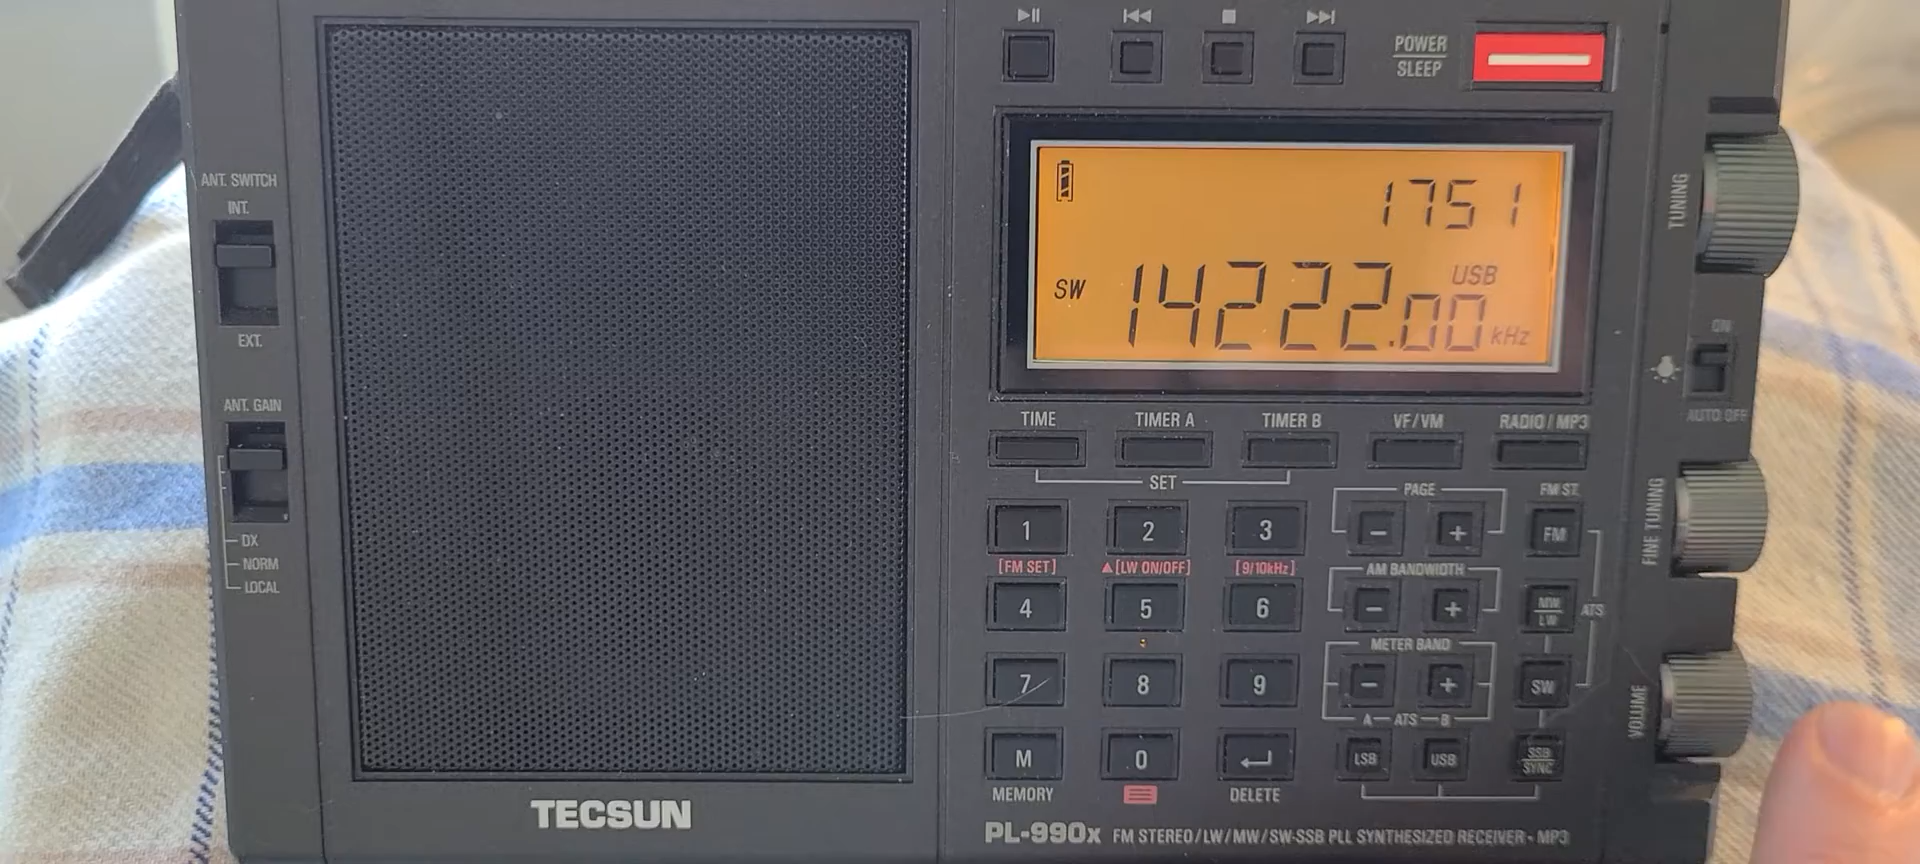 POWER
SLEEP
ANT. SWITCH
INT.
EXT.
ANT. GAIN
DX
NORM
LOCAL
1751
SW 14222.00 USB kHz
TUNING
ON
AUTO OFF
TIME TIMER A TIMER B VF/VM RADIO / MP3
SET
PAGE FM ST.
1 2 3 - + FM
[FM SET] [LW ON/OFF] [9/10kHz] AM BANDWIDTH
FINE TUNING
4 5 6 - + MW LW ATS
METER BAND
7 8 9 - + SW
A ATS B
VOLUME
M 0 LSB USB SSB SYNC
MEMORY DELETE
TECSUN
PL-990x FM STEREO/LW/MW/SW-SSB PLL SYNTHESIZED RECEIVER - MP3